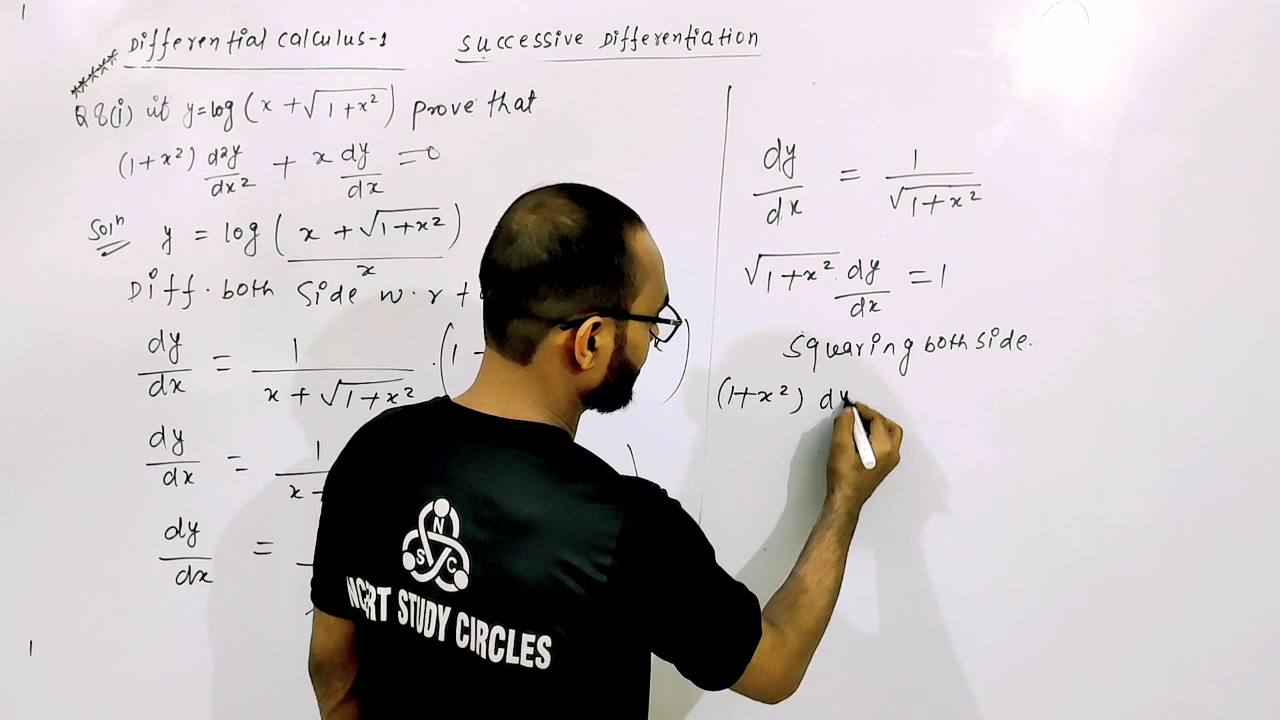 Differential Calculus-1 Successive Differentiation
***** 
Q8(i) if y=log(x+√1+x²) prove that
(1+x²) d²y/dx² + x dy/dx =0
Solⁿ y = log(x+√1+x²)
x
Diff. both Side w.r t
dy/dx = 1/(x+√1+x²) .(1
dy/dx = 1/x
dy/dx =
dy/dx = 1/√1+x²
√1+x² . dy/dx = 1
Squaring both side.
(1+x²) dy
N
S C
STUDY CIRCLES